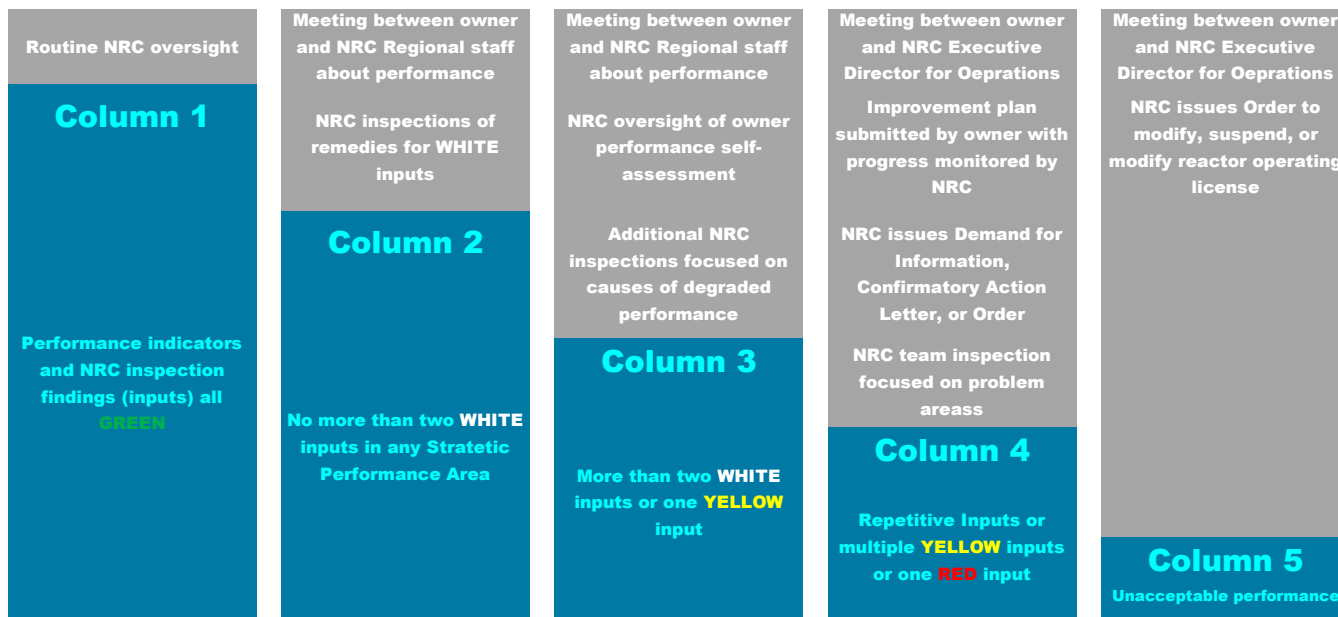 Routine NRC oversight
Column 1
Performance indicators
and NRC inspection
findings (inputs) all
GREEN
Meeting between owner
and NRC Regional staff
about performance
NRC inspections of
remedies for WHITE
inputs
Column 2
No more than two WHITE
inputs in any Stratetic
Performance Area
Meeting between owner
and NRC Regional staff
about performance
NRC oversight of owner
performance self-
assessment
Additional NRC
inspections focused on
causes of degraded
performance
Column 3
More than two WHITE
inputs or one YELLOW
input
Meeting between owner
and NRC Executive
Director for Oeprations
Improvement plan
submitted by owner with
progress monitored by
NRC
NRC issues Demand for
Information,
Confirmatory Action
Letter, or Order
NRC team inspection
focused on problem
areass
Column 4
Repetitive Inputs or
multiple YELLOW inputs
or one RED input
Meeting between owner
and NRC Executive
Director for Oeprations
NRC issues Order to
modify, suspend, or
modify reactor operating
license
Column 5
Unacceptable performance